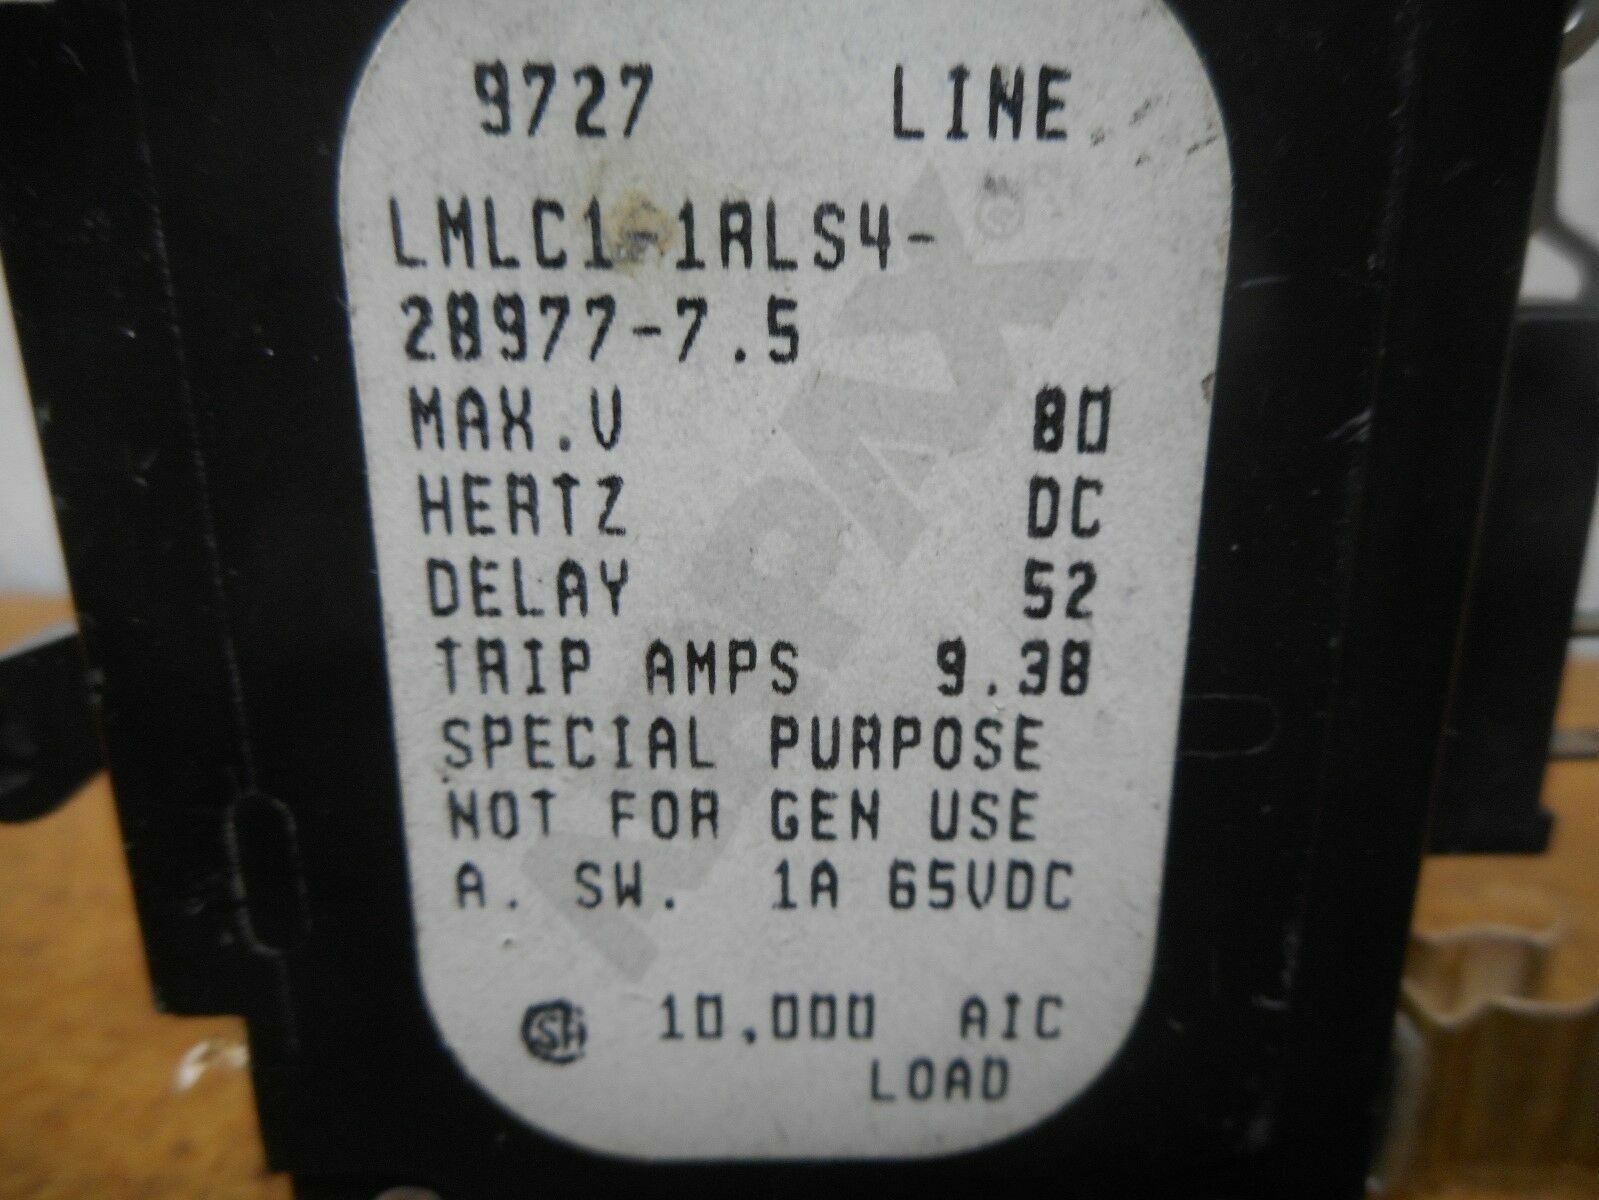 9727 LINE
LMLC1-1RLS4-
28977-7.5
MAX.V 80
HERTZ DC
DELAY 52
TRIP AMPS 9.38
SPECIAL PURPOSE
NOT FOR GEN USE
A. SW. 1A 65VDC
10,000 AIC
LOAD